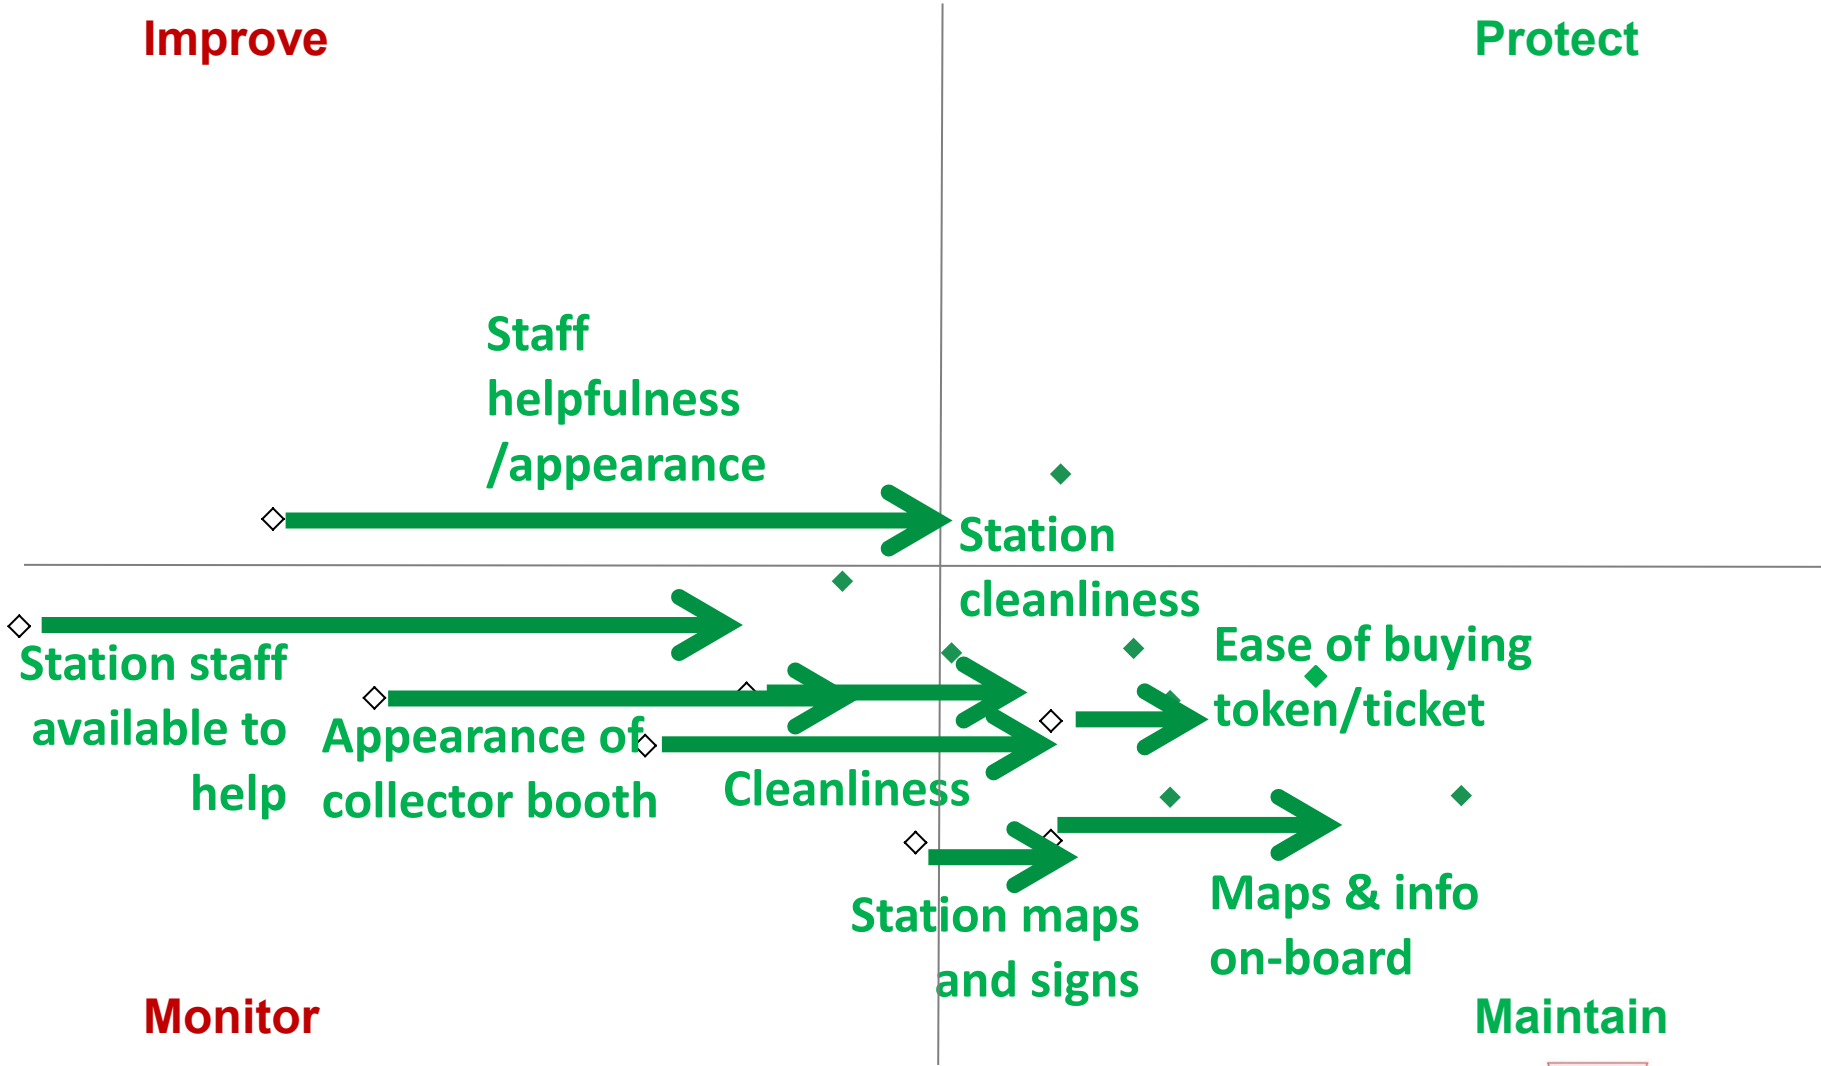 Improve
Protect
Staff
helpfulness
/appearance
Station
cleanliness
Station staff
available to
help
Appearance of
collector booth
Cleanliness
Ease of buying
token/ticket
Station maps
and signs
Maps & info
on-board
Monitor
Maintain